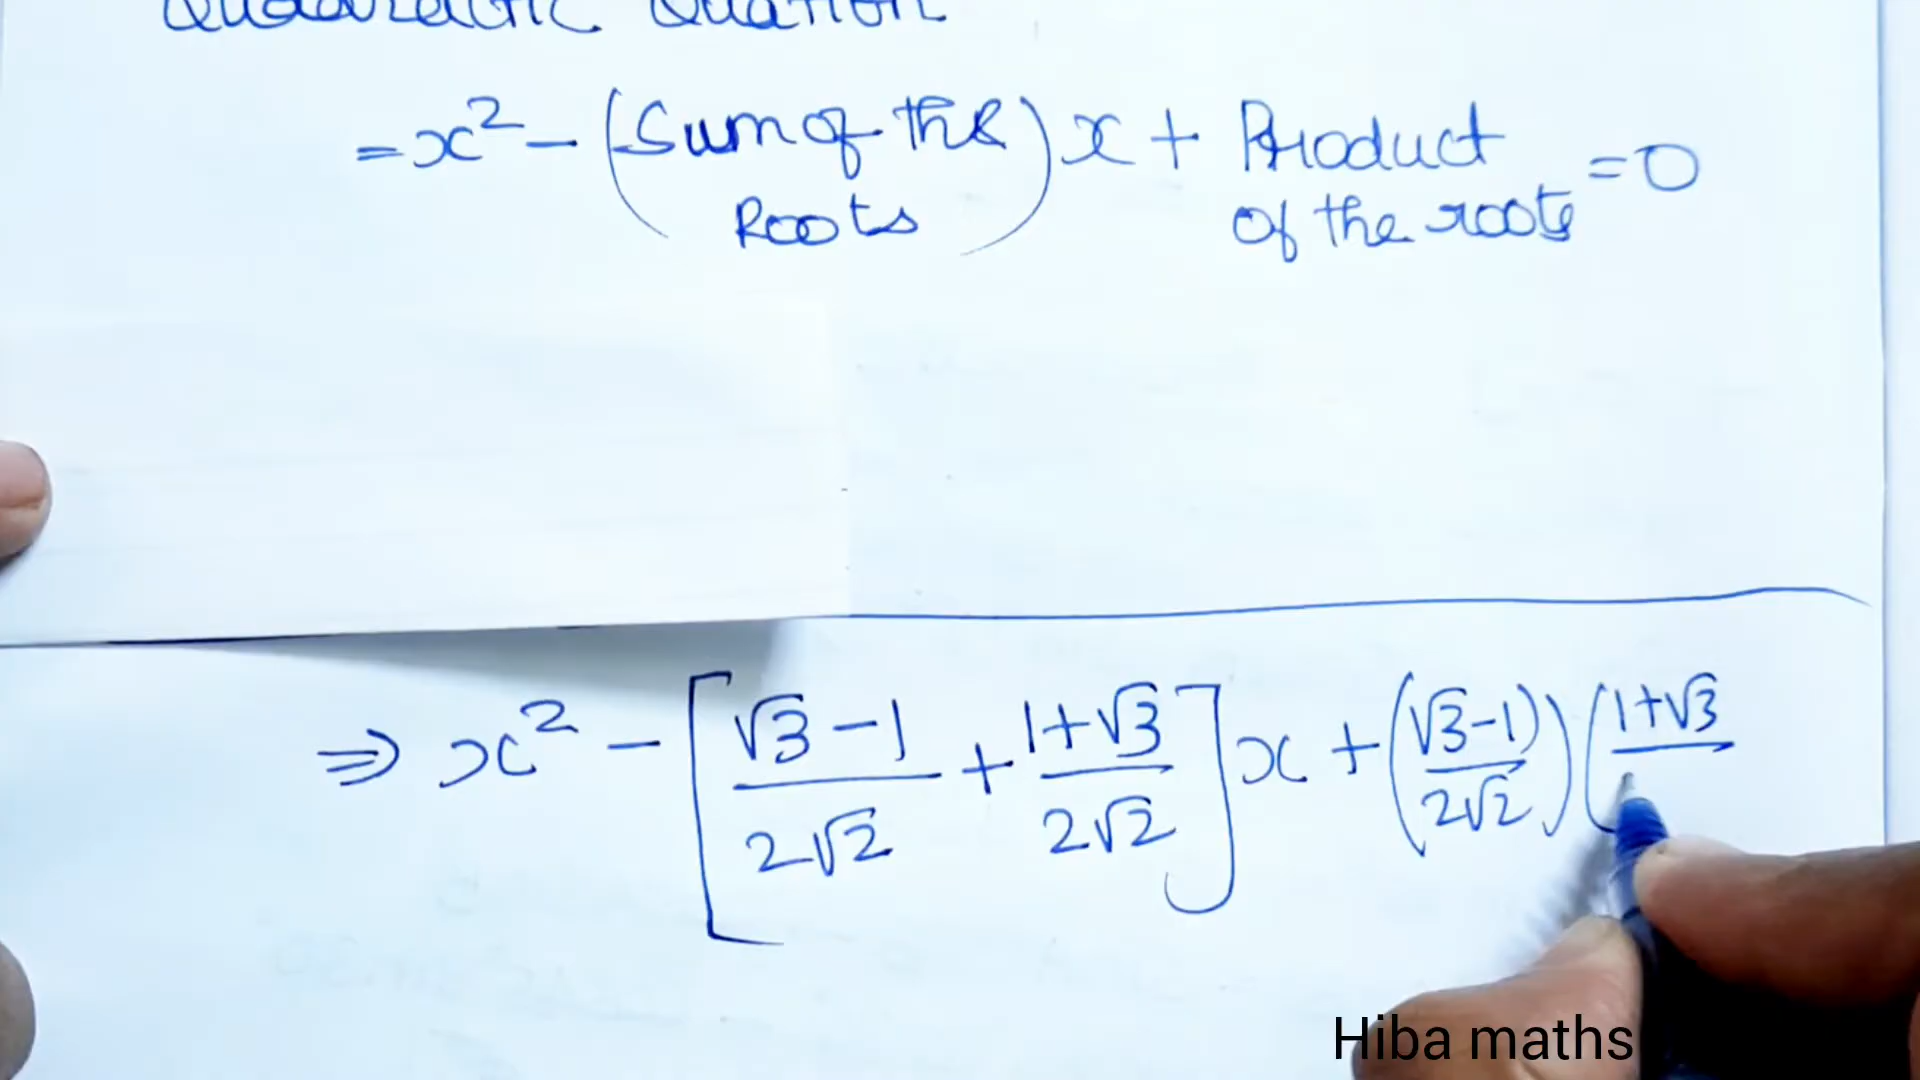 =x² - (Sum of the Roots) x + Product of the roots = 0
⇒ x² - [√3 - 1 / 2√2 + 1+√3 / 2√2] x + (√3-1 / 2√2) (1+√3
Hiba maths